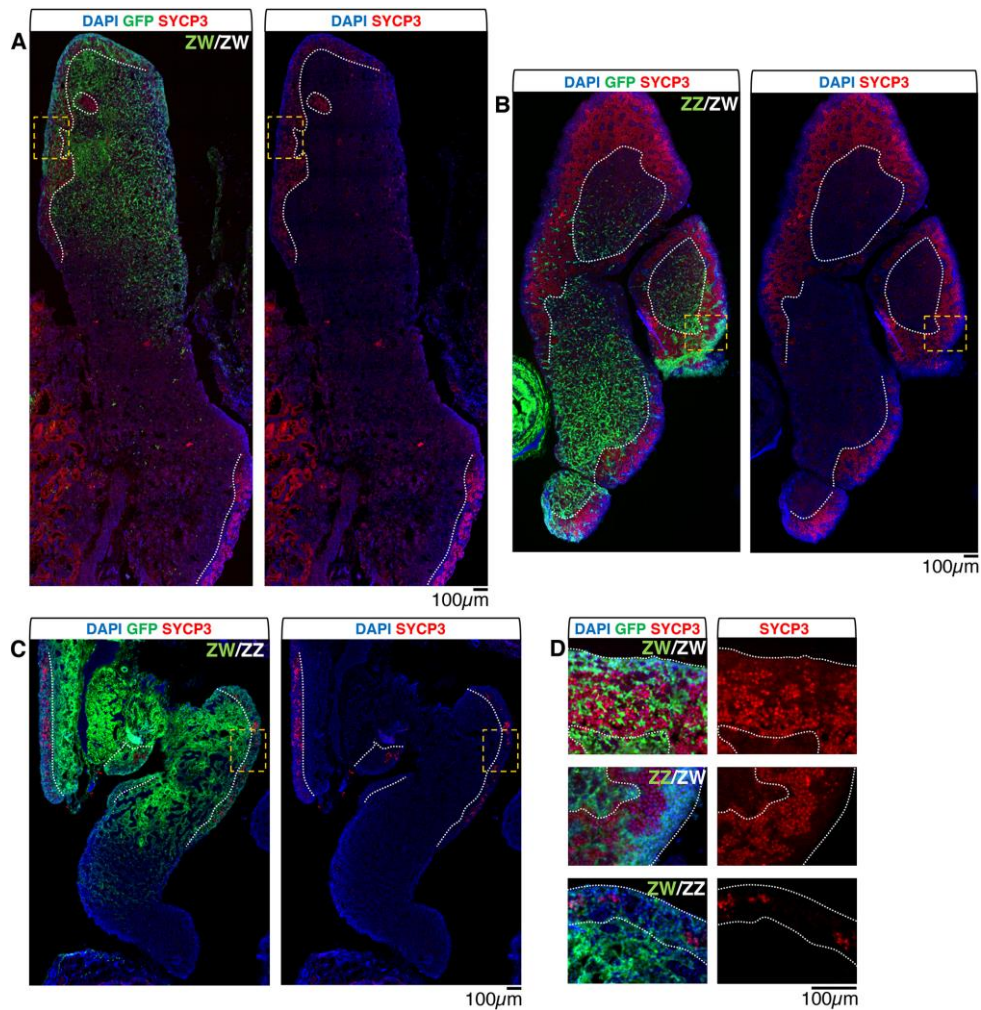 DAPI GFP SYCP3
DAPI SYCP3
A
ZW/ZW
100µm
DAPI GFP SYCP3
DAPI SYCP3
B
ZZ/ZW
100µm
DAPI GFP SYCP3
DAPI SYCP3
C
ZW/ZZ
100µm
DAPI GFP SYCP3
SYCP3
D
ZW/ZW
ZZ/ZW
ZW/ZZ
100µm